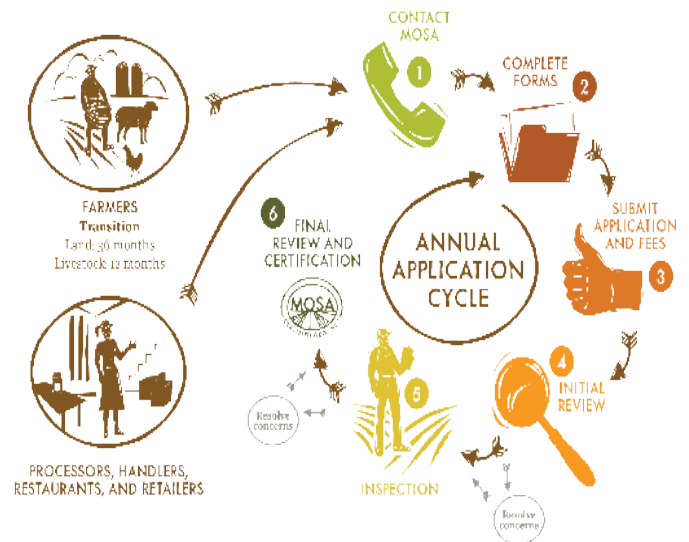 CONTACT
MOSA
1
COMPLETE
FORMS
2
SUBMIT
APPLICATION
AND FEES
3
4
INITIAL
REVIEW
5
INSPECTION
Resolve
concerns
Resolve
concerns
6
FINAL
REVIEW AND
CERTIFICATION
MOSA
ANNUAL
APPLICATION
CYCLE
FARMERS
Transition
Land: 36 months
Livestock: 12 months
PROCESSORS, HANDLERS,
RESTAURANTS, AND RETAILERS